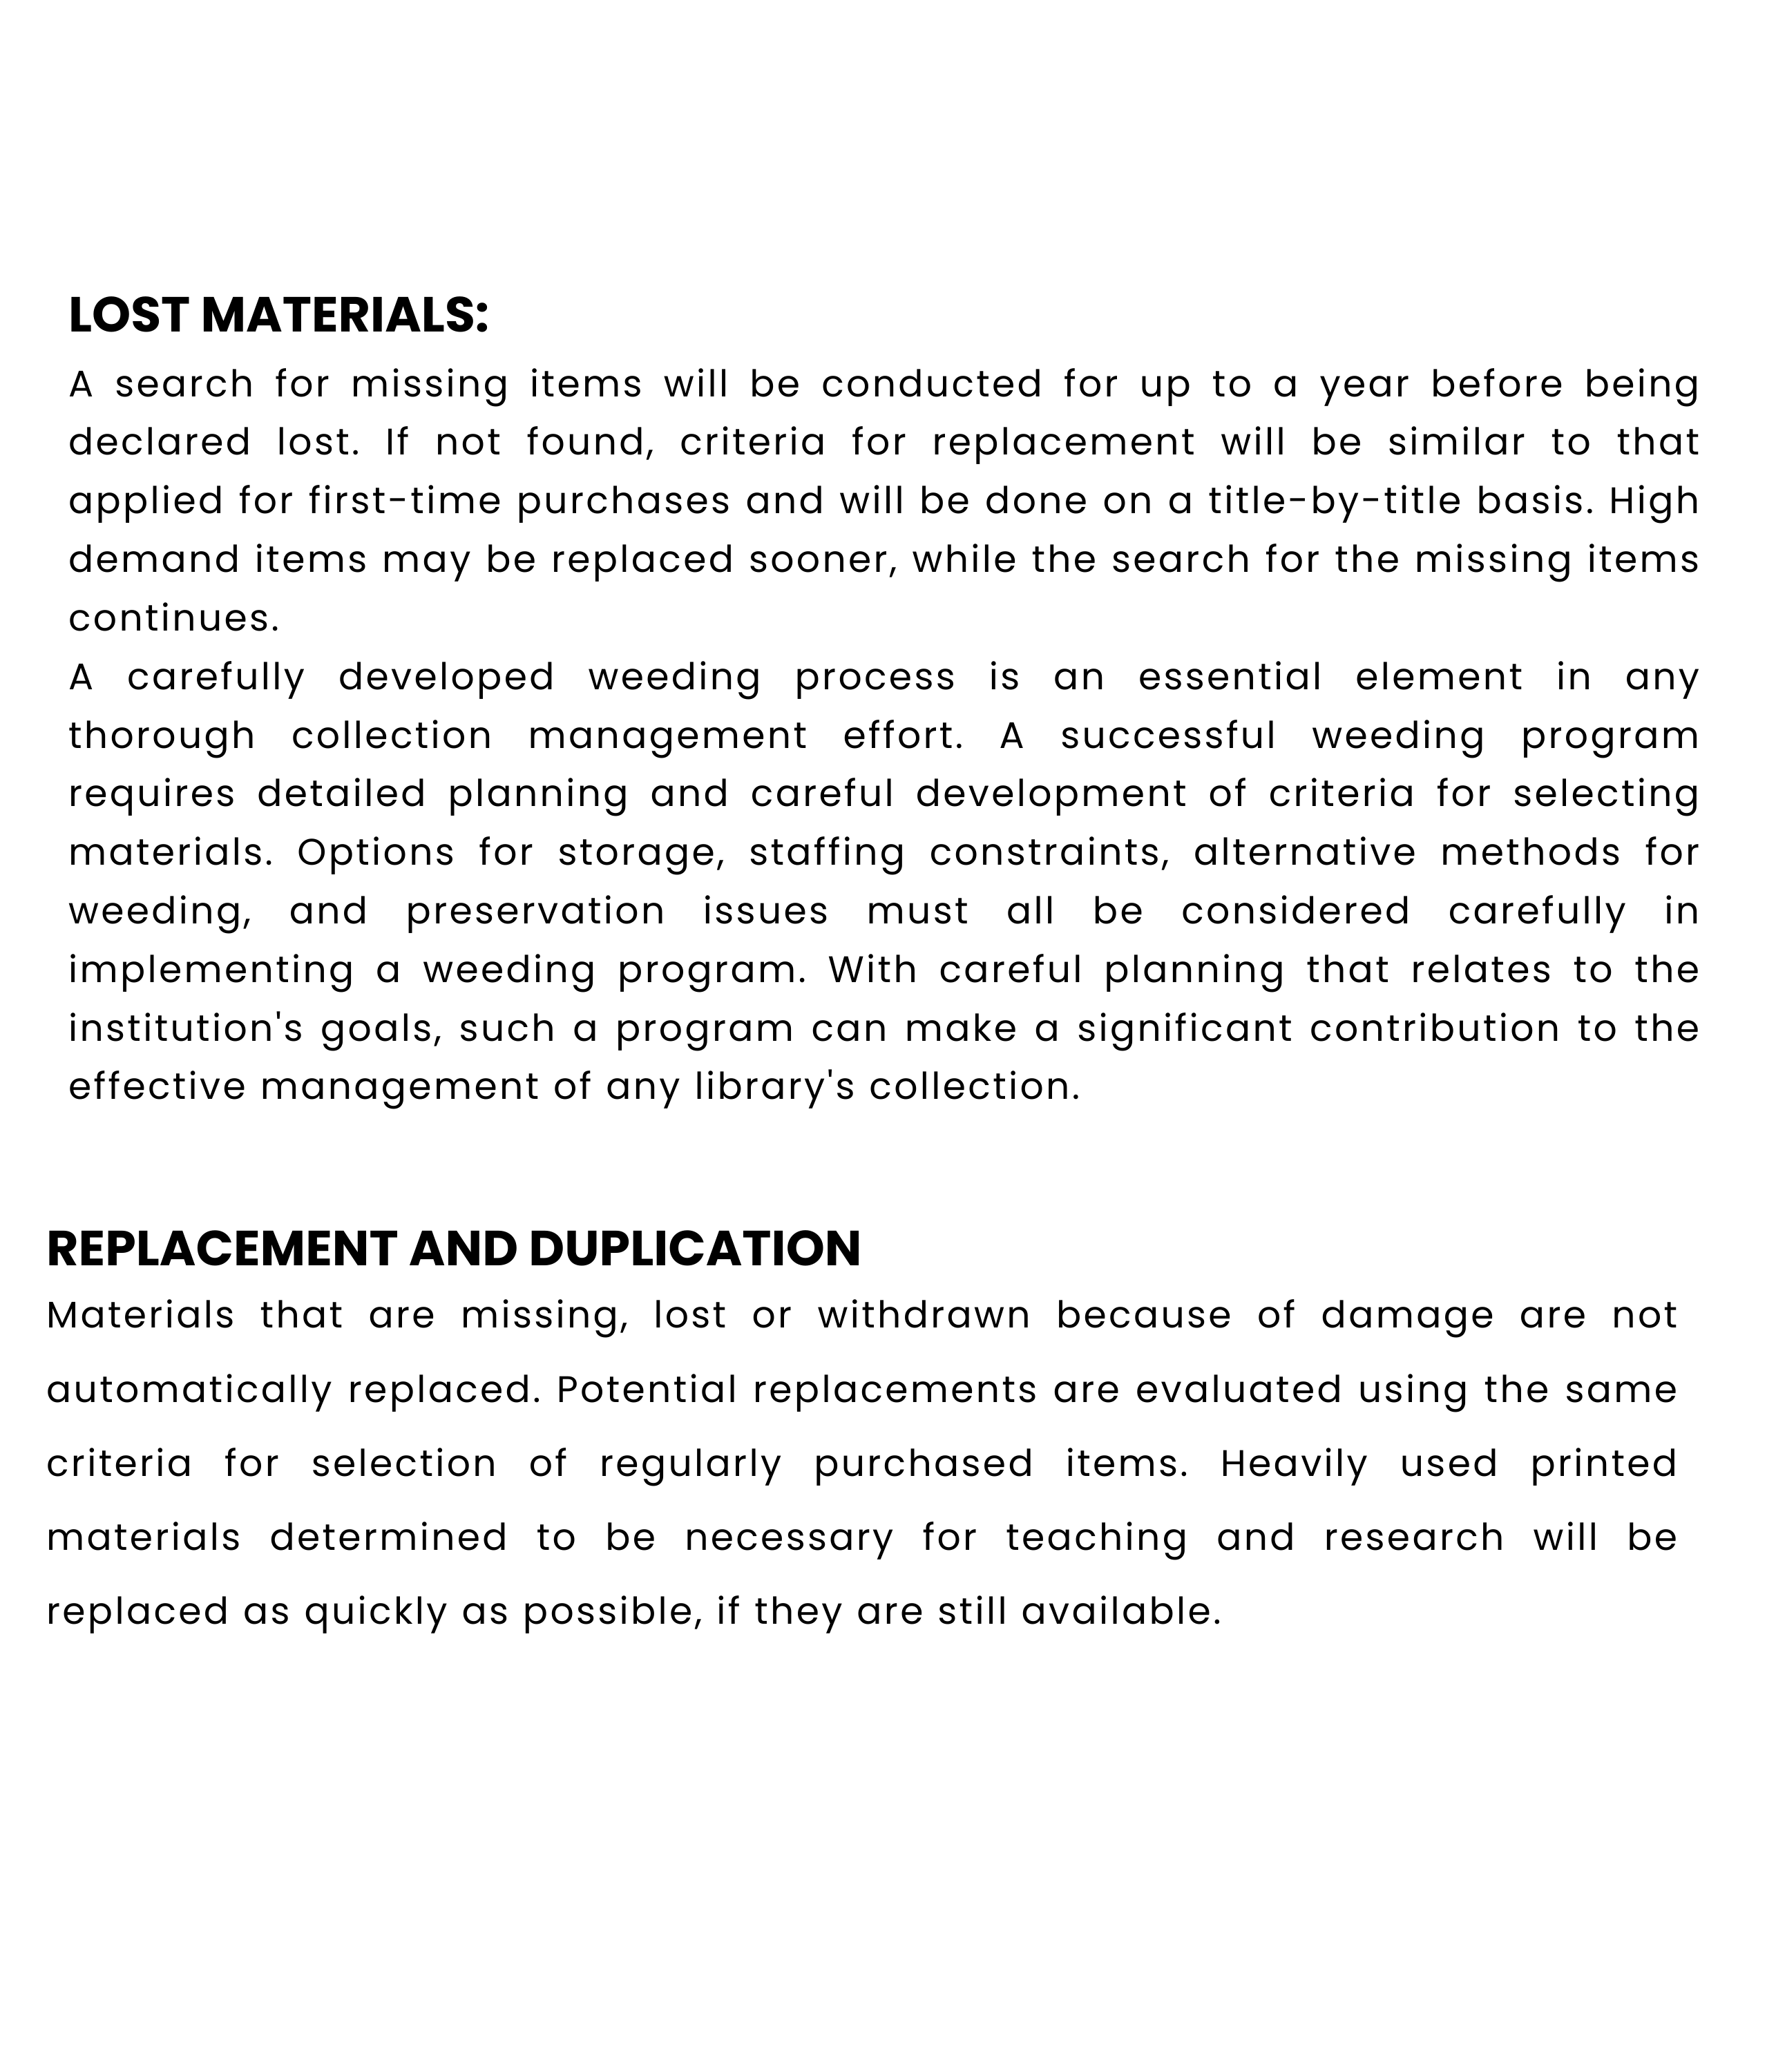 LOST MATERIALS:
A search for missing items will be conducted for up to a year before being
declared lost. If not found, criteria for replacement will be similar to that
applied for first-time purchases and will be done on a title-by-title basis. High
demand items may be replaced sooner, while the search for the missing items
continues.
A carefully developed weeding process is an essential element in any
thorough collection management effort. A successful weeding program
requires detailed planning and careful development of criteria for selecting
materials. Options for storage, staffing constraints, alternative methods for
weeding, and preservation issues must all be considered carefully in
implementing a weeding program. With careful planning that relates to the
institution's goals, such a program can make a significant contribution to the
effective management of any library's collection.
REPLACEMENT AND DUPLICATION
Materials that are missing, lost or withdrawn because of damage are not
automatically replaced. Potential replacements are evaluated using the same
criteria for selection of regularly purchased items. Heavily used printed
materials determined to be necessary for teaching and research will be
replaced as quickly as possible, if they are still available.